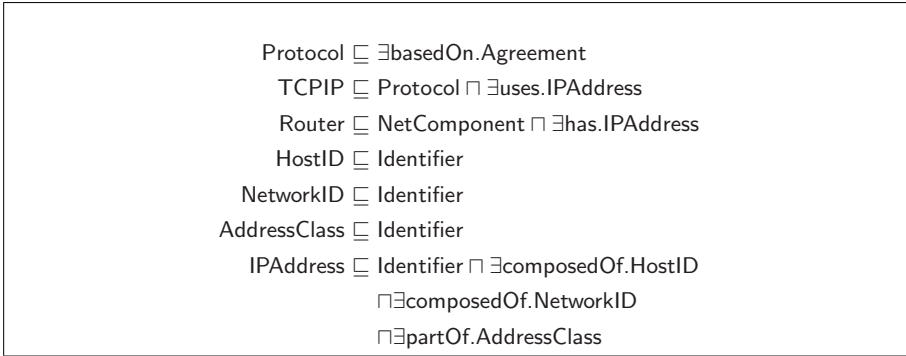 Protocol ⊑ ∃basedOn.Agreement
TCPIP ⊑ Protocol ⊓ ∃uses.IPAddress
Router ⊑ NetComponent ⊓ ∃has.IPAddress
HostID ⊑ Identifier
NetworkID ⊑ Identifier
AddressClass ⊑ Identifier
IPAddress ⊑ Identifier ⊓ ∃composedOf.HostID
⊓∃composedOf.NetworkID
⊓∃partOf.AddressClass